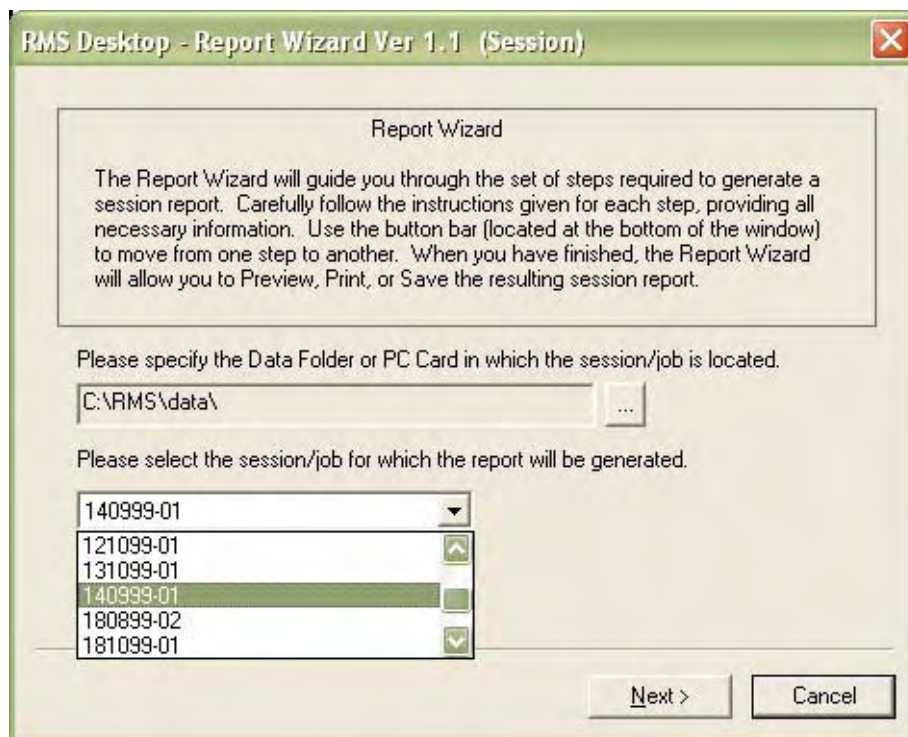 RMS Desktop - Report Wizard Ver 1.1 (Session)
Report Wizard
The Report Wizard will guide you through the set of steps required to generate a
session report. Carefully follow the instructions given for each step, providing all
necessary information. Use the button bar (located at the bottom of the window)
to move from one step to another. When you have finished, the Report Wizard
will allow you to Preview, Print, or Save the resulting session report.
Please specify the Data Folder or PC Card in which the session/job is located.
C:\RMS\data\
...
Please select the session/job for which the report will be generated.
140999-01
121099-01
131099-01
140999-01
180899-02
181099-01
Next >
Cancel